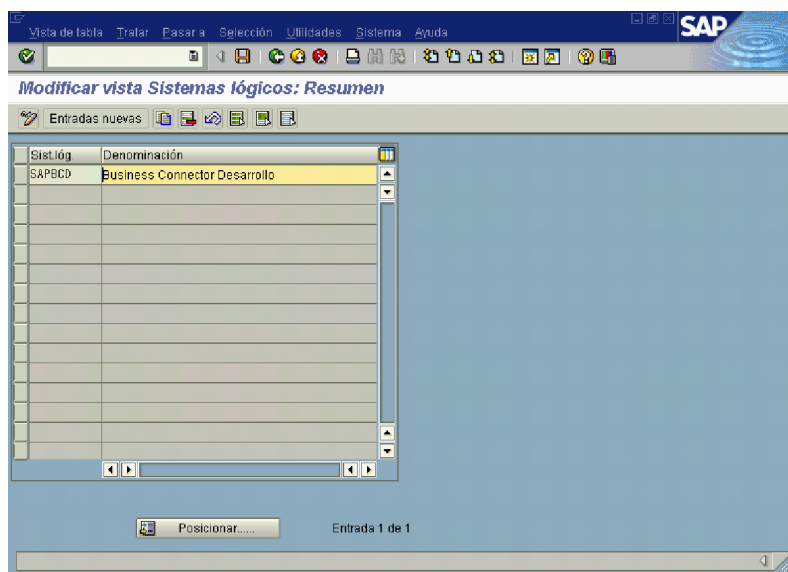 Vista de tabla Tratar Pasar a Selección Utilidades Sistema Ayuda
SAP
Modificar vista Sistemas lógicos: Resumen
Entradas nuevas
Sist.lóg. Denominación
SAPBCD Business Connector Desarrollo
Posicionar...... Entrada 1 de 1